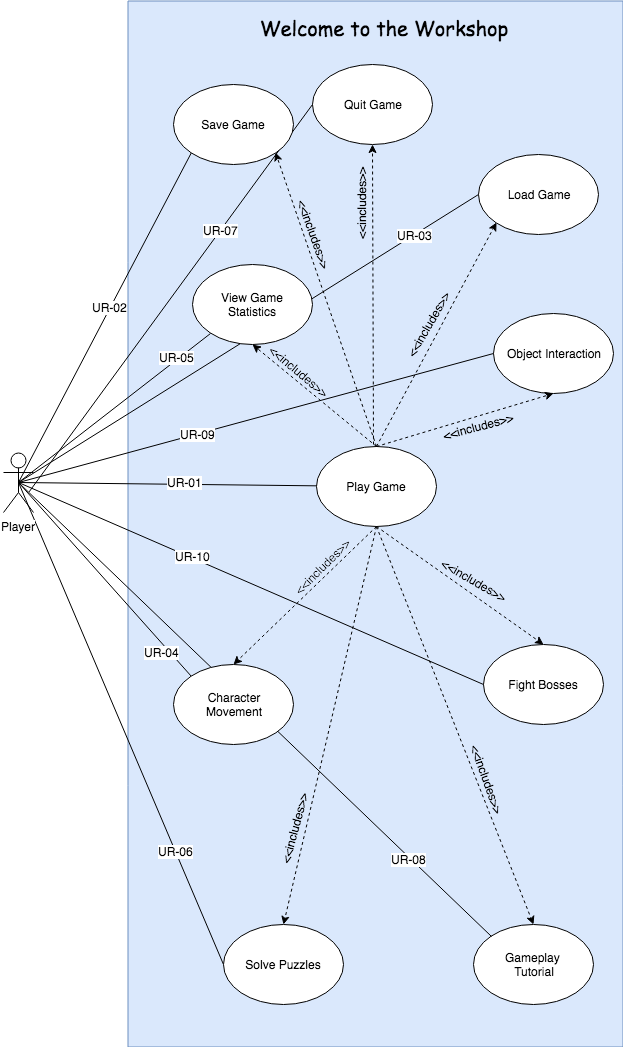 Welcome to the Workshop
Quit Game
Save Game
<<includes>>
Load Game
UR-07
<<includes>>
UR-03
View Game
Statistics
UR-02
<<includes>>
UR-05
<<includes>>
Object Interaction
<<includes>>
UR-09
UR-01
Play Game
Player
UR-10
<<includes>>
<<includes>>
UR-04
Fight Bosses
Character
Movement
<<includes>>
<<includes>>
UR-06
UR-08
Solve Puzzles
Gameplay
Tutorial